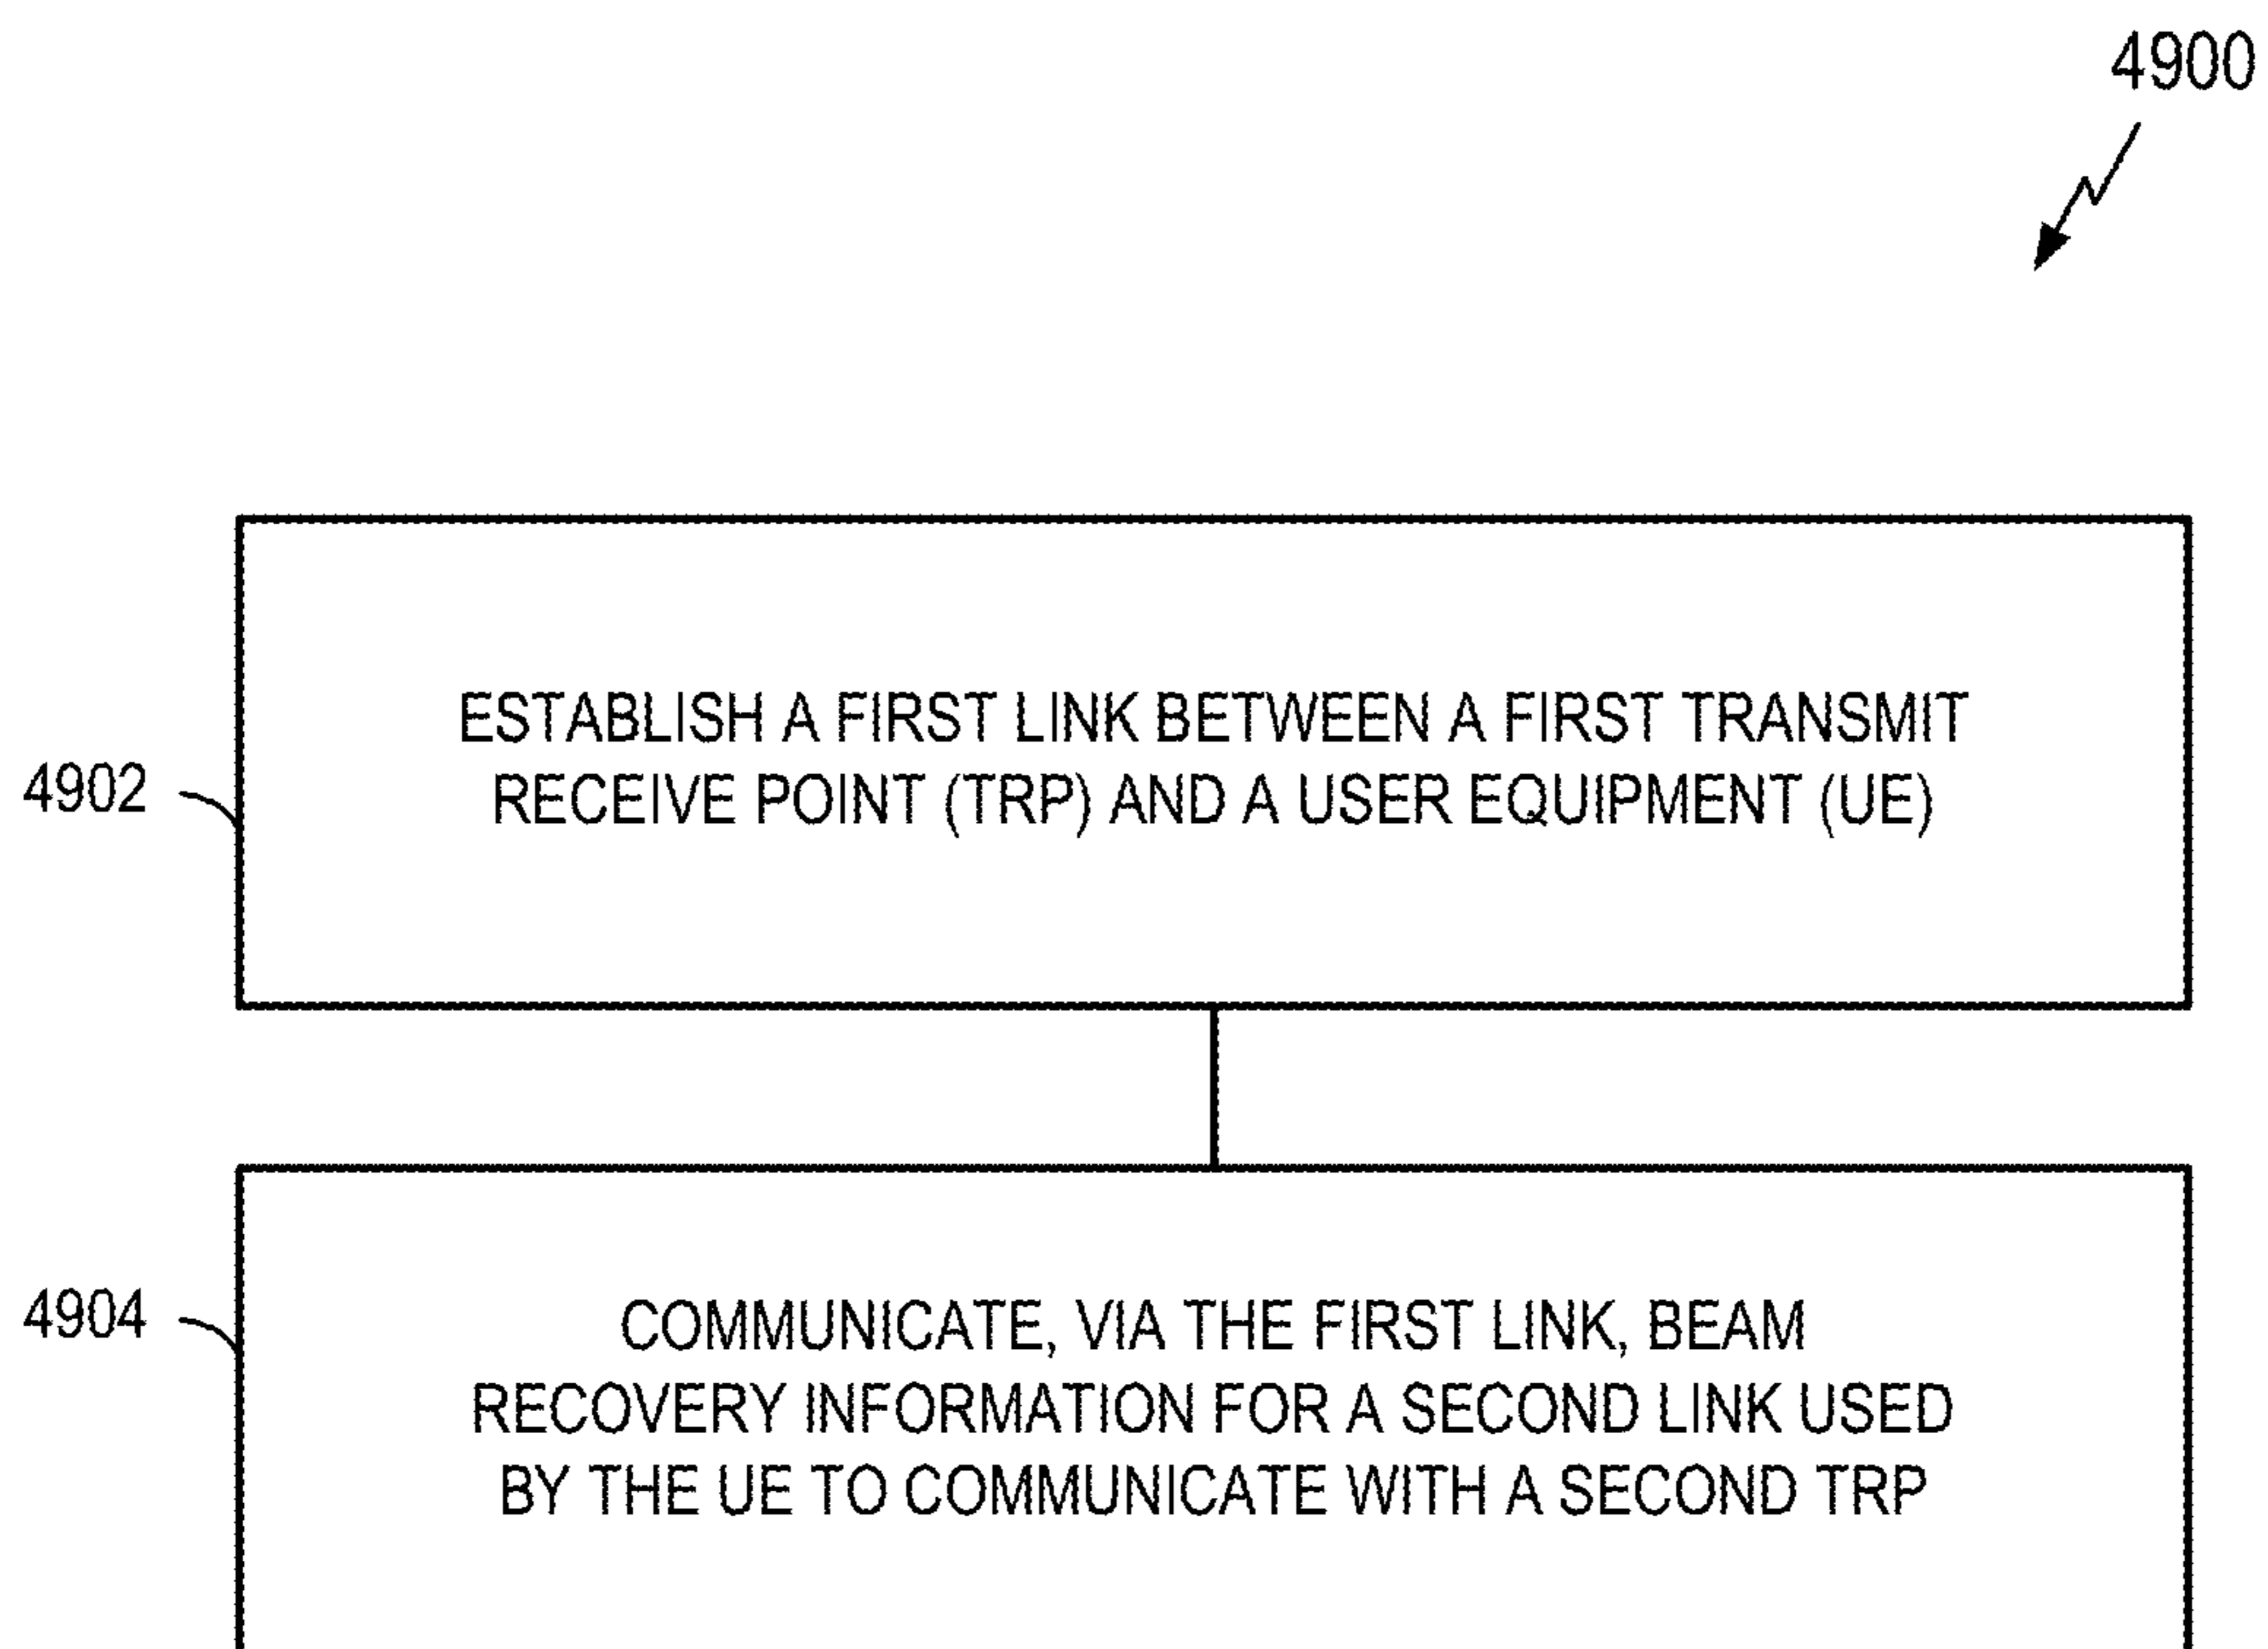 4900
ESTABLISH A FIRST LINK BETWEEN A FIRST TRANSMIT
RECEIVE POINT (TRP) AND A USER EQUIPMENT (UE)
4902
COMMUNICATE, VIA THE FIRST LINK, BEAM
RECOVERY INFORMATION FOR A SECOND LINK USED
BY THE UE TO COMMUNICATE WITH A SECOND TRP
4904